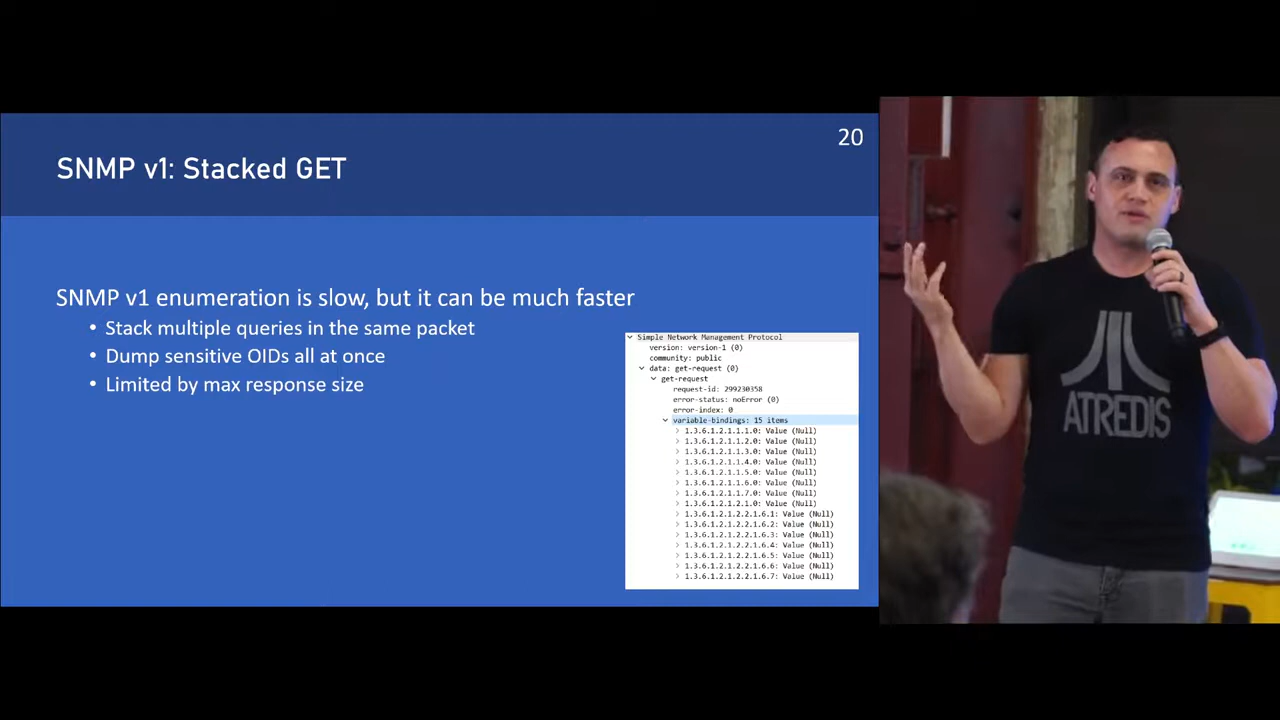 20
SNMP v1: Stacked GET
SNMP v1 enumeration is slow, but it can be much faster
• Stack multiple queries in the same packet
• Dump sensitive OIDs all at once
• Limited by max response size
Simple Network Management Protocol
version: version-1 (0)
community: public
data: get-request (0)
get-request
request-id: 299230358
error-status: noError (0)
error-index: 0
variable-bindings: 15 items
1.3.6.1.2.1.1.1.0: Value (Null)
1.3.6.1.2.1.1.2.0: Value (Null)
1.3.6.1.2.1.1.3.0: Value (Null)
1.3.6.1.2.1.1.4.0: Value (Null)
1.3.6.1.2.1.1.5.0: Value (Null)
1.3.6.1.2.1.1.6.0: Value (Null)
1.3.6.1.2.1.1.7.0: Value (Null)
1.3.6.1.2.1.2.1.0: Value (Null)
1.3.6.1.2.1.2.2.1.6.1: Value (Null)
1.3.6.1.2.1.2.2.1.6.2: Value (Null)
1.3.6.1.2.1.2.2.1.6.3: Value (Null)
1.3.6.1.2.1.2.2.1.6.4: Value (Null)
1.3.6.1.2.1.2.2.1.6.5: Value (Null)
1.3.6.1.2.1.2.2.1.6.6: Value (Null)
1.3.6.1.2.1.2.2.1.6.7: Value (Null)
ATREDIS